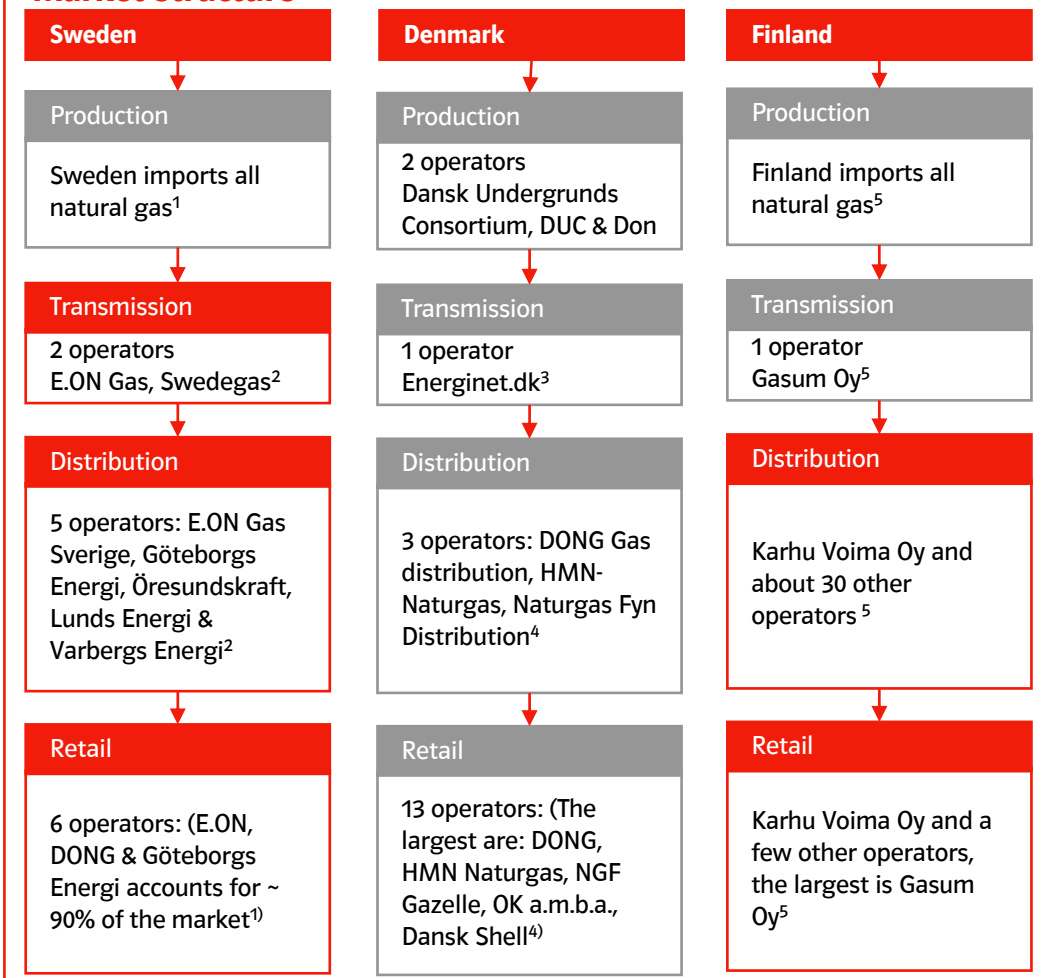 Sweden
Production
Sweden imports all
natural gas1
Transmission
2 operators
E.ON Gas, Swedegas2
Distribution
5 operators: E.ON Gas
Sverige, Göteborgs
Energi, Öresundskraft,
Lunds Energi &
Varbergs Energi2
Retail
6 operators: (E.ON,
DONG & Göteborgs
Energi accounts for ~
90% of the market1)
Denmark
Production
2 operators
Dansk Undergrunds
Consortium, DUC & Don
Transmission
1 operator
Energinet.dk3
Distribution
3 operators: DONG Gas
distribution, HMN-
Naturgas, Naturgas Fyn
Distribution4
Retail
13 operators: (The
largest are: DONG,
HMN Naturgas, NGF
Gazelle, OK a.m.b.a.,
Dansk Shell4)
Finland
Production
Finland imports all
natural gas5
Transmission
1 operator
Gasum Oy5
Distribution
Karhu Voima Oy and
about 30 other
operators 5
Retail
Karhu Voima Oy and a
few other operators,
the largest is Gasum
Oy5